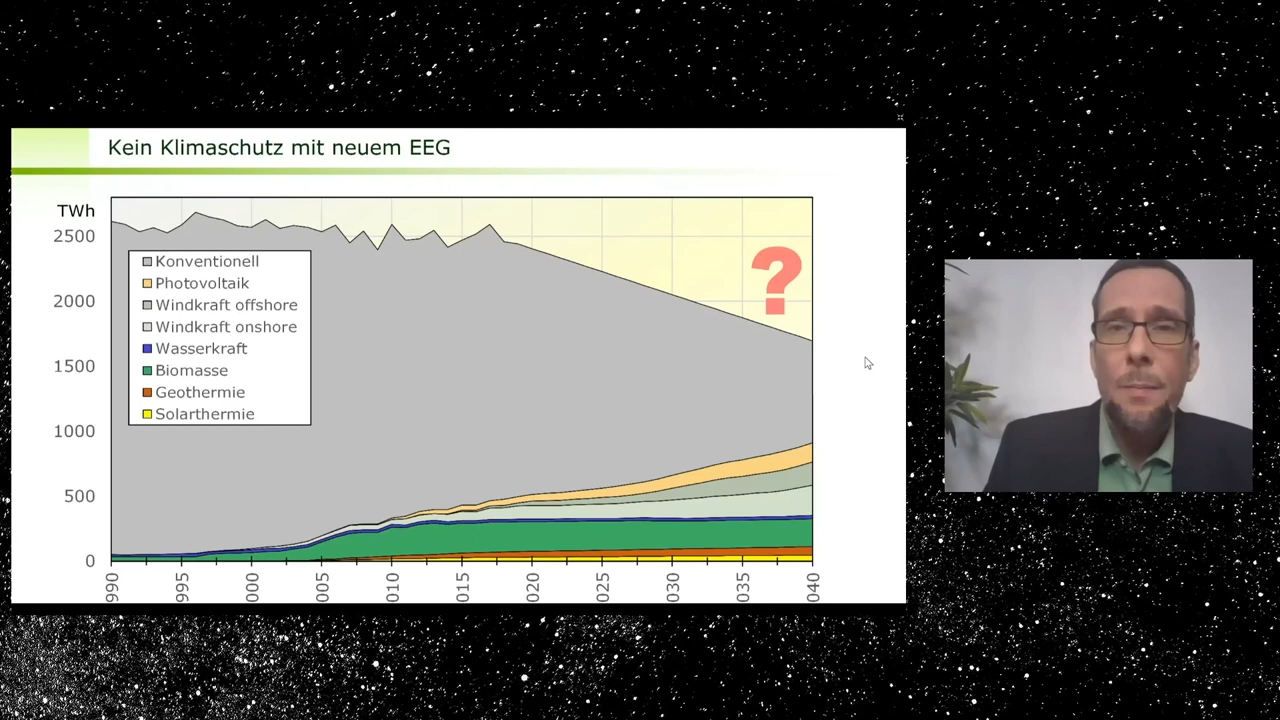 Kein Klimaschutz mit neuem EEG
TWh
2500
2000
1500
1000
500
0
Konventionell
Photovoltaik
Windkraft offshore
Windkraft onshore
Wasserkraft
Biomasse
Geothermie
Solarthermie
?
990
995
000
005
010
015
020
025
030
035
040